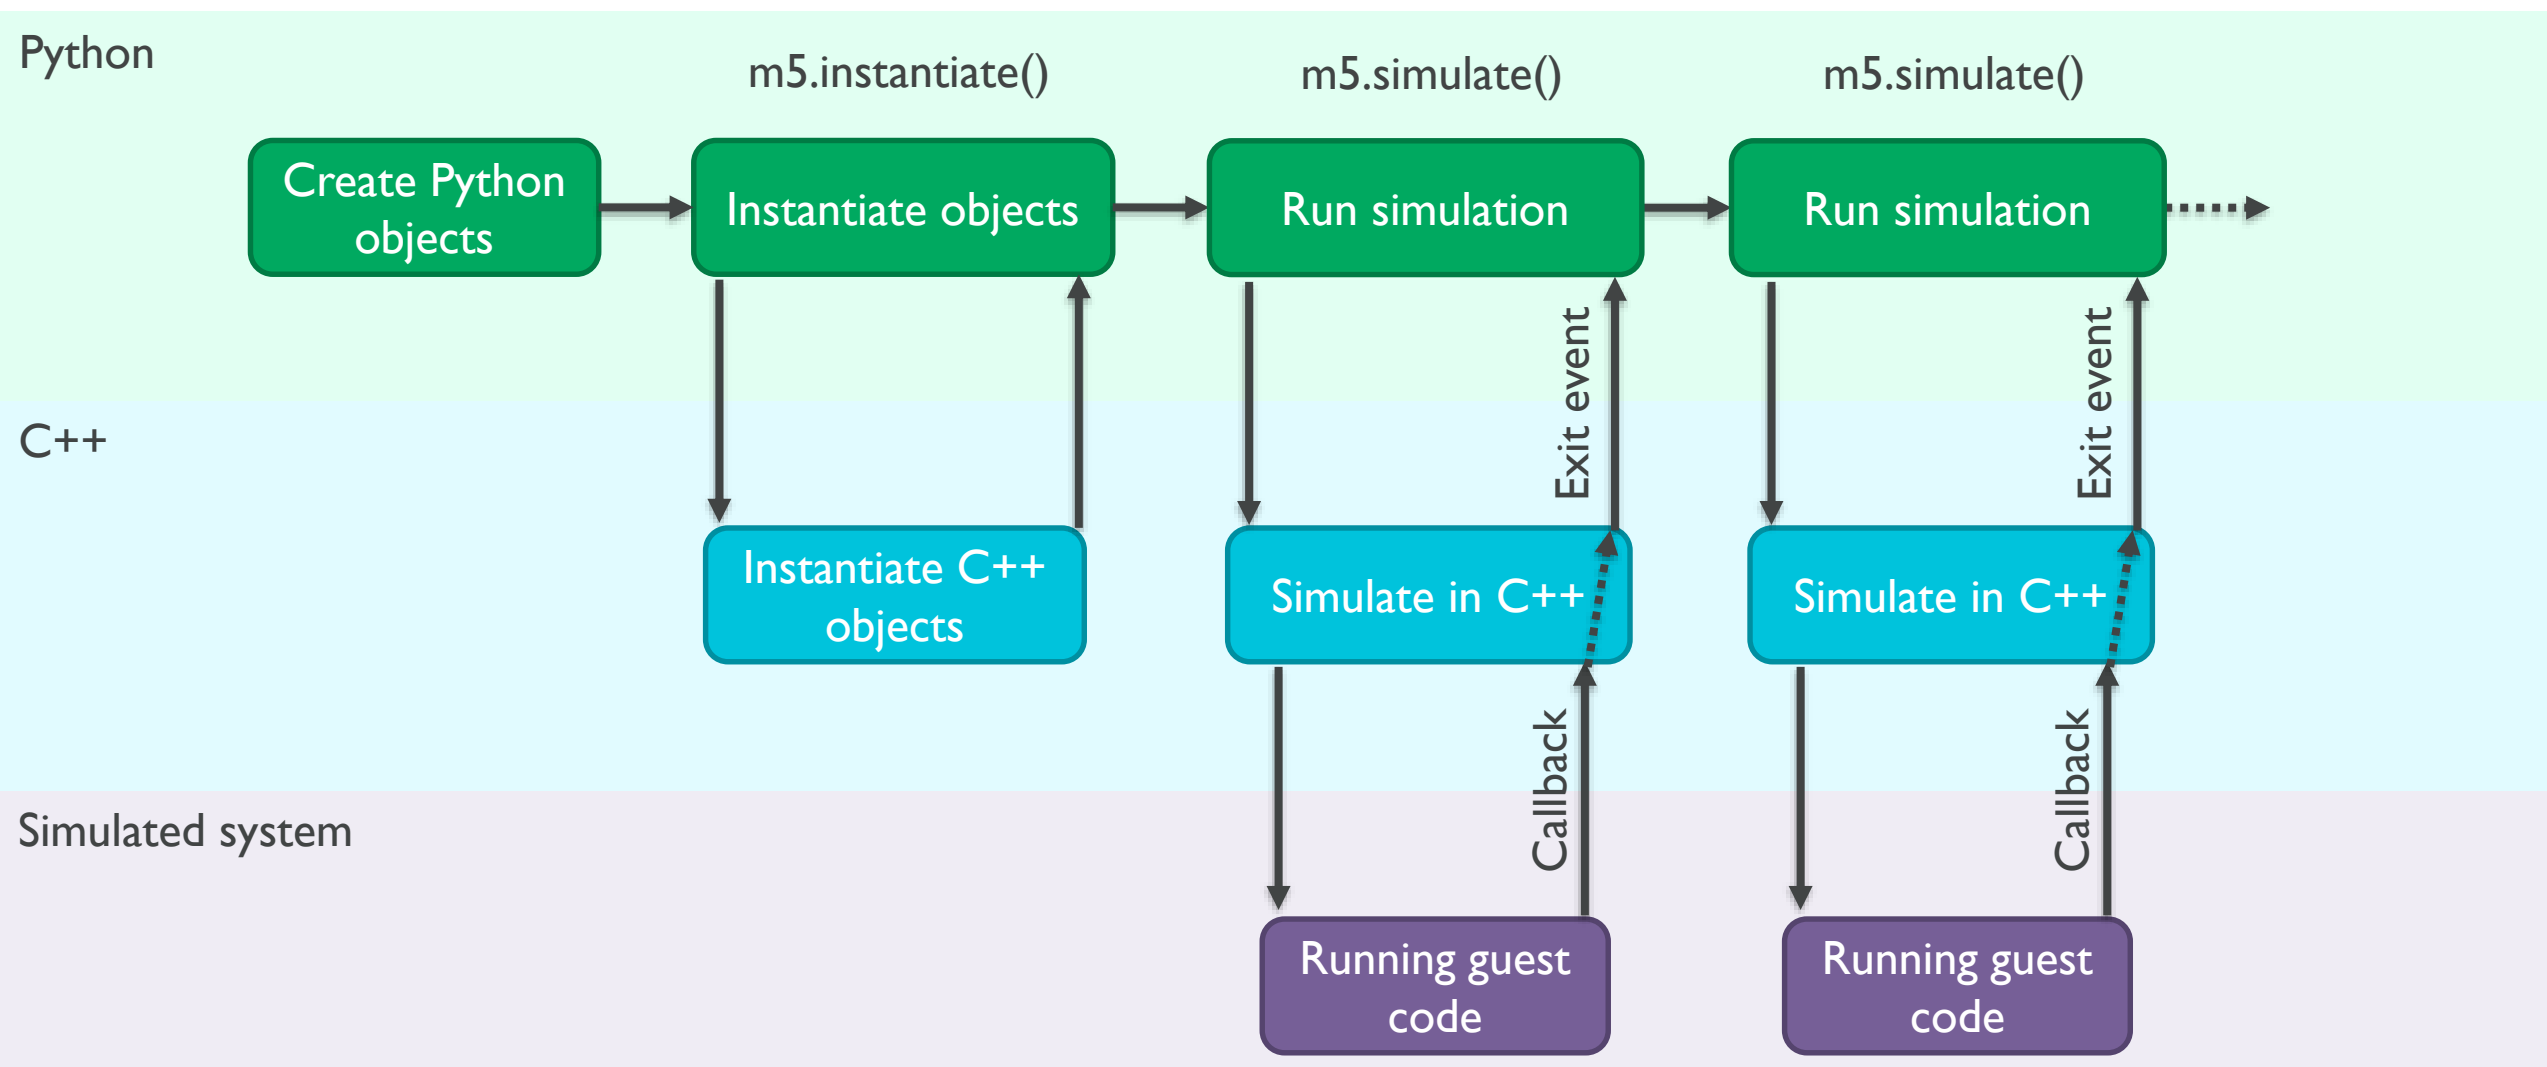 Python
m5.instantiate()
m5.simulate()
m5.simulate()
Create Python
objects
Instantiate objects
Run simulation
Run simulation
Exit event
Exit event
C++
Instantiate C++
objects
Simulate in C++
Simulate in C++
Callback
Callback
Simulated system
Running guest
code
Running guest
code